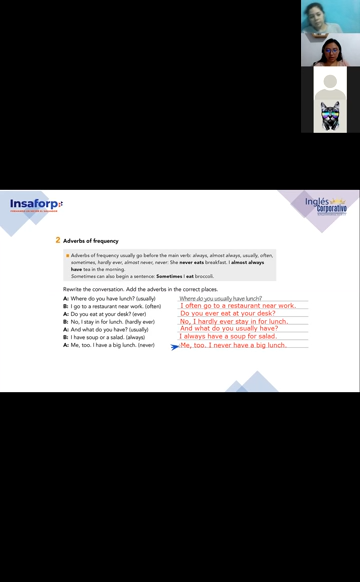 Insaforp
Inglés
Corporativo
2 Adverbs of frequency
Adverbs of frequency usually go before the main verb: always, almost always, usually, often,
sometimes, hardly ever, almost never, never: She never eats breakfast. I almost always
have tea in the morning.
Sometimes can also begin a sentence: Sometimes I eat broccoli.
Rewrite the conversation. Add the adverbs in the correct places.
A: Where do you have lunch? (usually) Where do you usually have lunch?
B: I go to a restaurant near work. (often) I often go to a restaurant near work.
A: Do you eat at your desk? (ever) Do you ever eat at your desk?
B: No, I stay in for lunch. (hardly ever) No, I hardly ever stay in for lunch.
A: And what do you have? (usually) And what do you usually have?
B: I have soup or a salad. (always) I always have a soup for salad.
A: Me, too. I have a big lunch. (never) Me, too. I never have a big lunch.